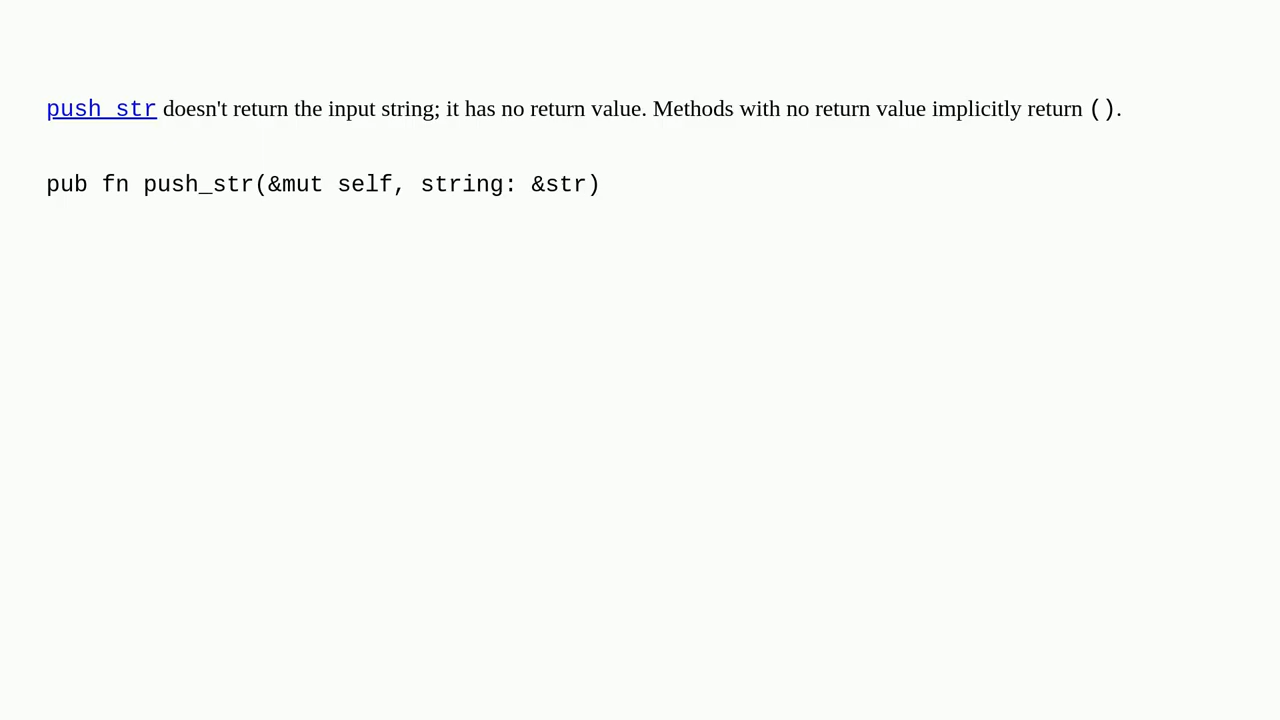 push_str doesn't return the input string; it has no return value. Methods with no return value implicitly return ().
pub fn push_str(&mut self, string: &str)